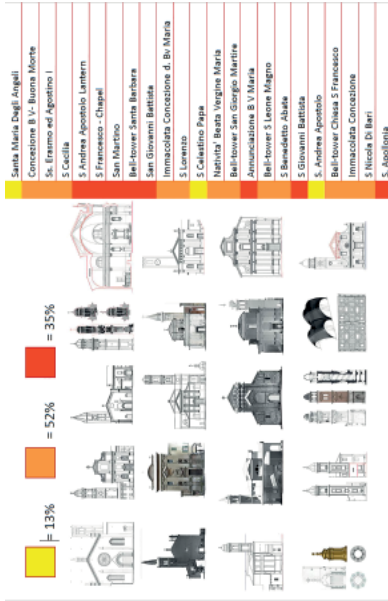 Santa Maria Degli Angeli
Concezione B V- Buona Morte
Ss. Erasmo ed Agostino I
S Cecilia
S Andrea Apostolo Lantern
S Francesco - Chapel
San Martino
Bell-tower Santa Barbara
San Giovanni Battista
Immacolata Concezione d. Bv Maria
S Lorenzo
S Celestino Papa
Nativita' Beata Vergine Maria
Bell-tower San Giorgio Martire
Annunciazione B V Maria
Bell-tower S Leone Magno
S Benedetto Abate
S Giovanni Battista
S. Andrea Apostolo
Bell-tower Chiesa S Francesco
Immacolata Concezione
S Nicola Di Bari
S. Apollonia
= 13%
= 52%
= 35%